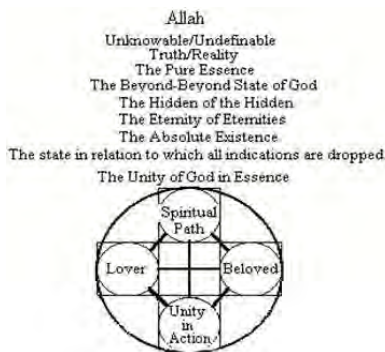 Allah
Unknowable/Undefinable
Truth/Reality
The Pure Essence
The Beyond-Beyond State of God
The Hidden of the Hidden
The Eternity of Eternities
The Absolute Existence
The state in relation to which all indications are dropped
The Unity of God in Essence
Spiritual
Path
Lover
Beloved
Unity
in
Action